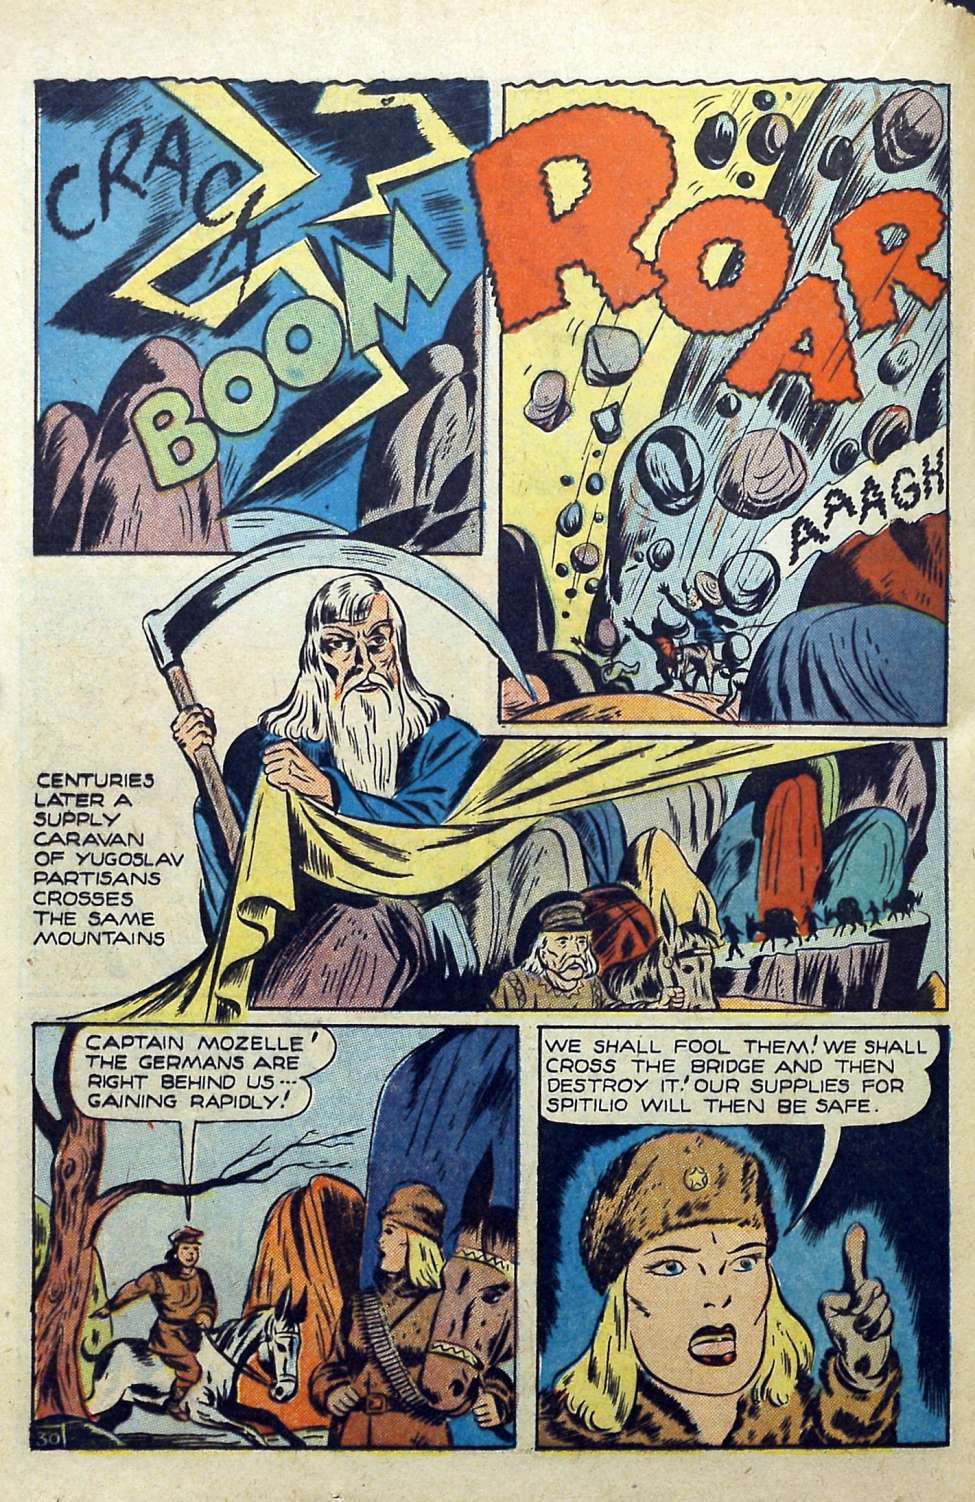 CRACK
BOOM
ROAR
AAAGH
CENTURIES
LATER A
SUPPLY
CARAVAN
OF YUGOSLAV
PARTISANS
CROSSES
THE SAME
MOUNTAINS
CAPTAIN MOZELLE!
THE GERMANS ARE
RIGHT BEHIND US---
GAINING RAPIDLY!
WE SHALL FOOL THEM! WE SHALL
CROSS THE BRIDGE AND THEN
DESTROY IT! OUR SUPPLIES FOR
SPITILIO WILL THEN BE SAFE.
30